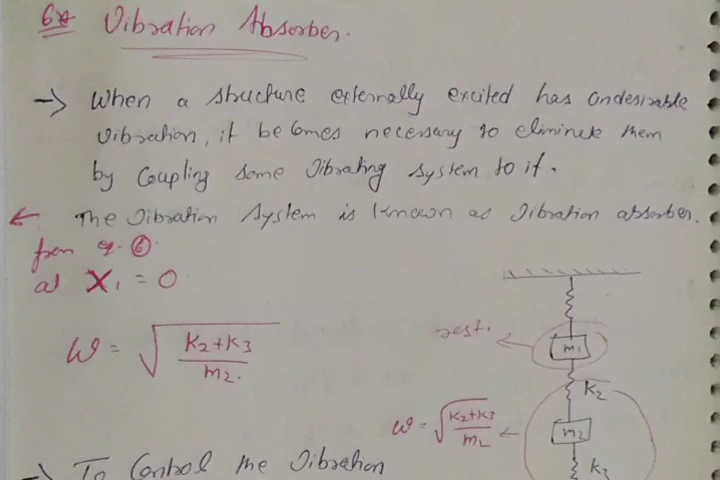 6* Vibration Absorber.
→ When a structure externally excited has undesirable
vibration, it becomes necessary to eliminate them
by Coupling some vibrating system to it.
← The vibration system is known as vibration absorber.
from eq. ⑥
at X₁ = 0
ω = √((K₂+K₃)/m₂)
rest. ←
m₁
K₂
ω = √((K₂+K₃)/m₂) ←
m₂
K₃
→ To Control the vibration